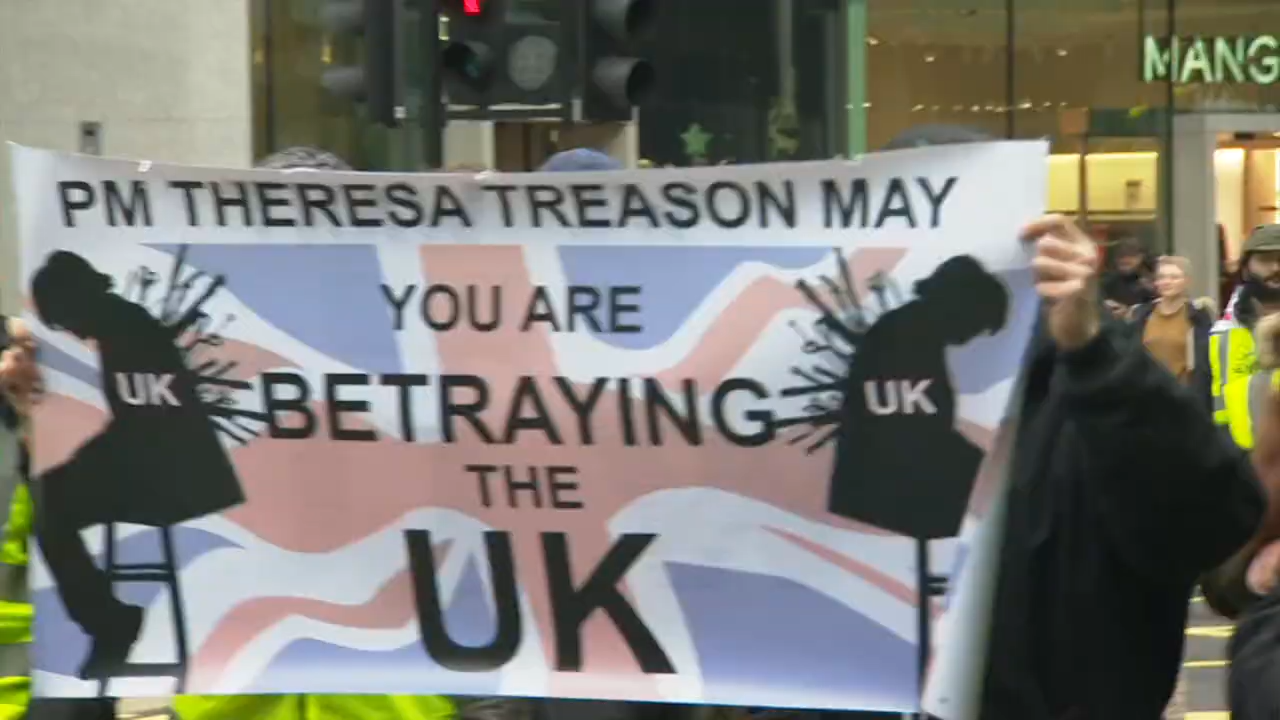 MANG
PM THERESA TREASON MAY
YOU ARE
UK
BETRAYING
UK
THE
UK